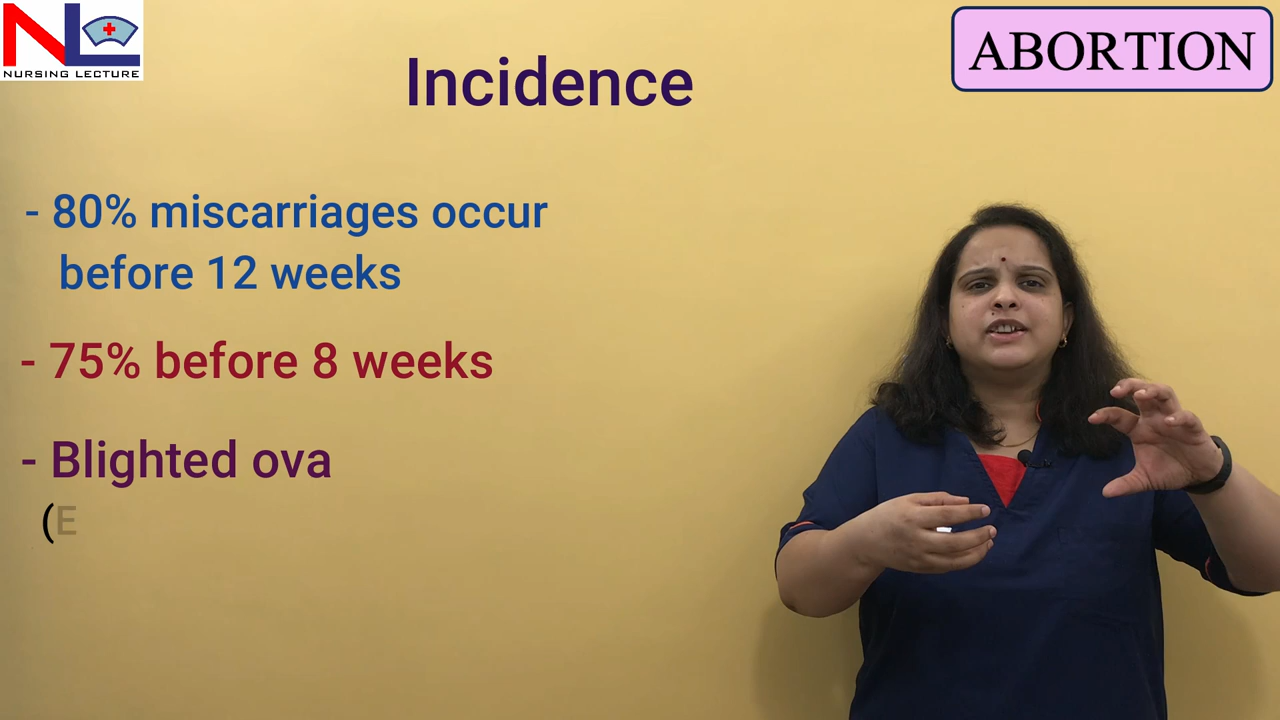 NL
NURSING LECTURE
ABORTION
Incidence
- 80% miscarriages occur
before 12 weeks
- 75% before 8 weeks
- Blighted ova
(E